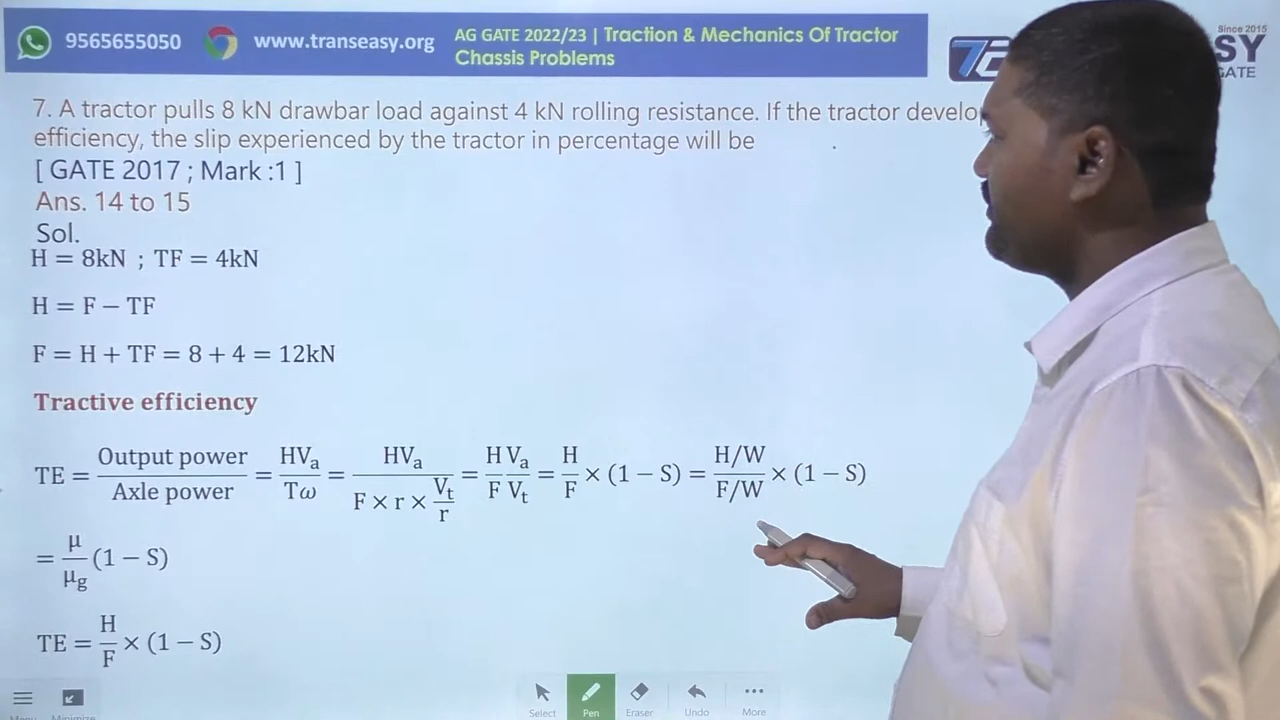 9565655050 www.transeasy.org AG GATE 2022/23 | Traction & Mechanics Of Tractor
Chassis Problems
Since 2015
SY
GATE
7. A tractor pulls 8 kN drawbar load against 4 kN rolling resistance. If the tractor develo
efficiency, the slip experienced by the tractor in percentage will be
[ GATE 2017 ; Mark :1 ]
Ans. 14 to 15
Sol.
H = 8kN ; TF = 4kN
H = F − TF
F = H + TF = 8 + 4 = 12kN
Tractive efficiency
TE = Output power / Axle power = HVa / Tω = HVa / (F × r × Vt/r) = H Va / F Vt = H/F × (1 − S) = (H/W) / (F/W) × (1 − S)
= μ/μg (1 − S)
TE = H/F × (1 − S)
Menu Minimize Select Pen Eraser Undo More